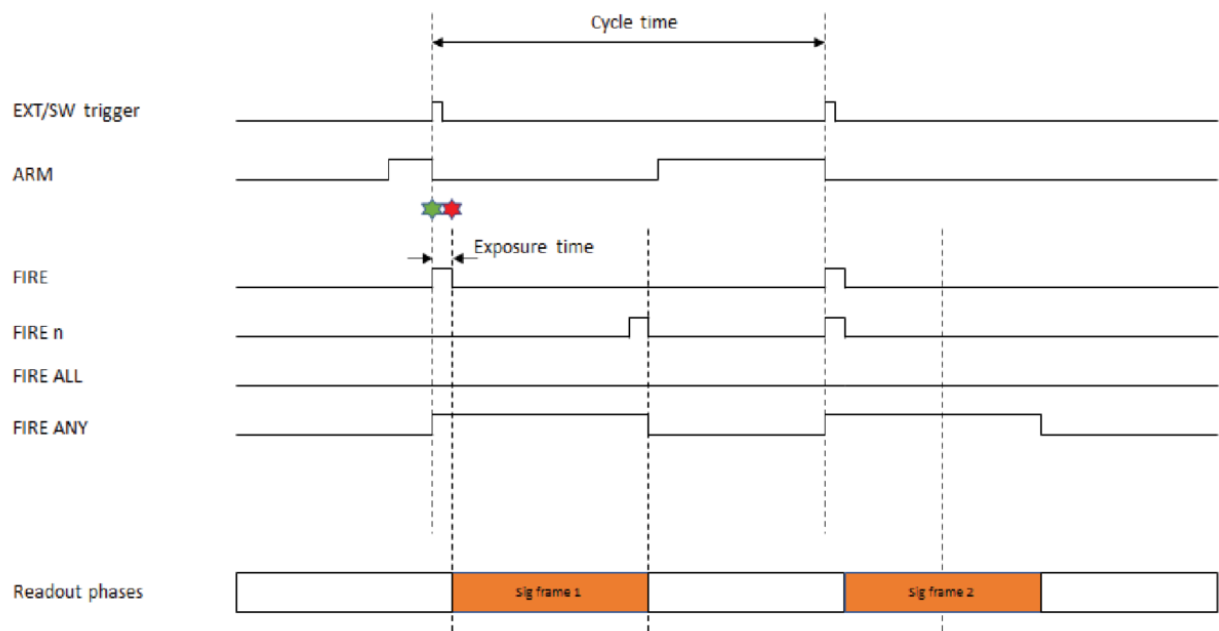 Cycle time
EXT/SW trigger
ARM
Exposure time
FIRE
FIRE n
FIRE ALL
FIRE ANY
Readout phases
Sig frame 1
Sig frame 2